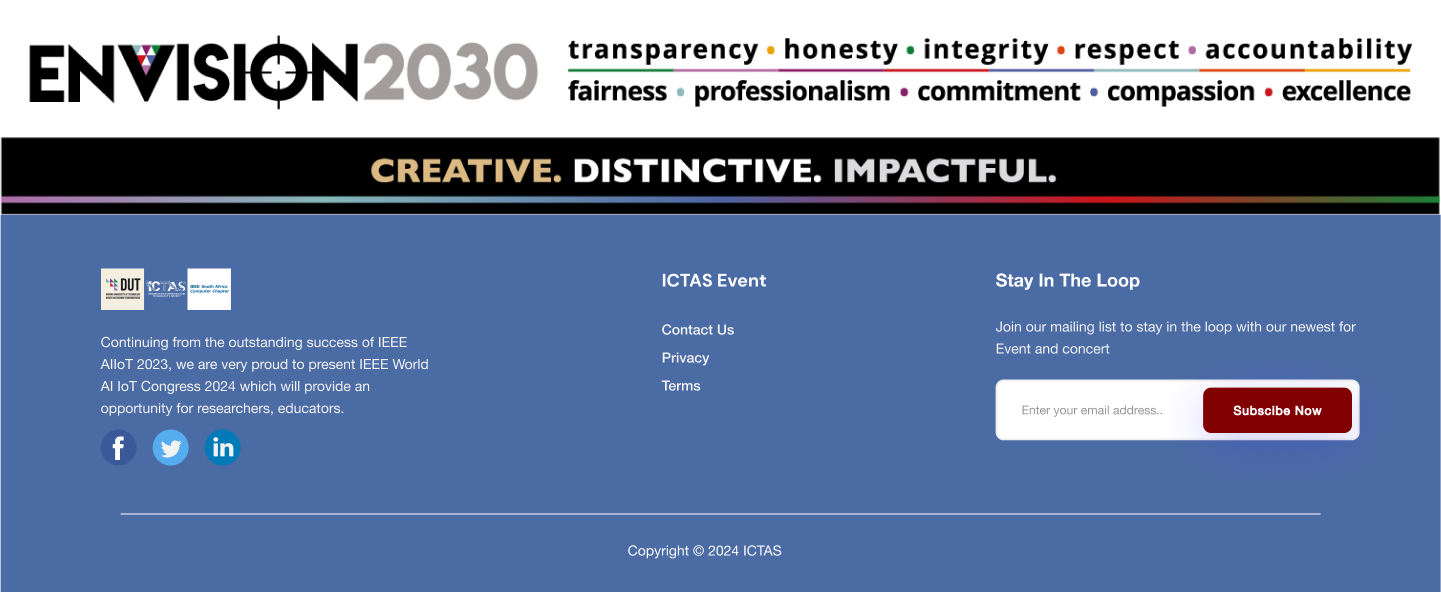 ENVISION2030
transparency • honesty • integrity • respect • accountability
fairness • professionalism • commitment • compassion • excellence
CREATIVE. DISTINCTIVE. IMPACTFUL.
DUT
ICTAS
IEEE South Africa
Computer Chapter
Continuing from the outstanding success of IEEE
AIIoT 2023, we are very proud to present IEEE World
AI IoT Congress 2024 which will provide an
opportunity for researchers, educators.
f
in
ICTAS Event
Contact Us
Privacy
Terms
Stay In The Loop
Join our mailing list to stay in the loop with our newest for
Event and concert
Enter your email address..
Subscibe Now
Copyright © 2024 ICTAS